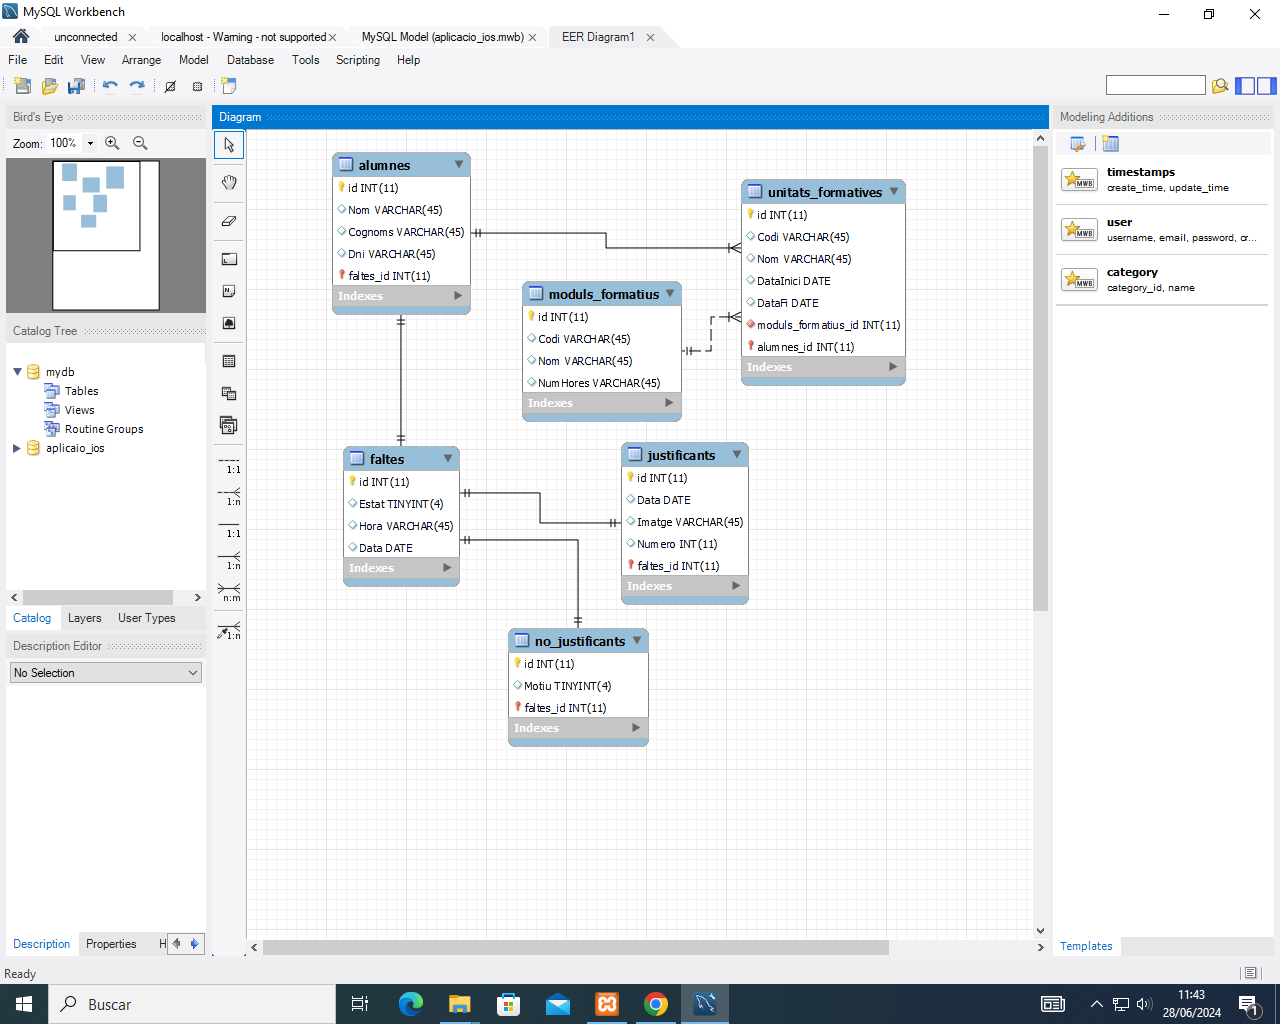 MySQL Workbench
unconnected
localhost - Warning - not supported
MySQL Model (aplicacio_ios.mwb)
EER Diagram1
File Edit View Arrange Model Database Tools Scripting Help
Bird's Eye
Zoom: 100%
Catalog Tree
mydb
Tables
Views
Routine Groups
aplicaio_ios
Catalog Layers User Types
Description Editor
No Selection
Description Properties H
Diagram
1:1
1:n
1:1
1:n
n:m
1:n
alumnes
id INT(11)
Nom VARCHAR(45)
Cognoms VARCHAR(45)
Dni VARCHAR(45)
faltes_id INT(11)
Indexes
unitats_formatives
id INT(11)
Codi VARCHAR(45)
Nom VARCHAR(45)
DataInici DATE
DataFi DATE
moduls_formatius_id INT(11)
alumnes_id INT(11)
Indexes
moduls_formatius
id INT(11)
Codi VARCHAR(45)
Nom VARCHAR(45)
NumHores VARCHAR(45)
Indexes
faltes
id INT(11)
Estat TINYINT(4)
Hora VARCHAR(45)
Data DATE
Indexes
justificants
id INT(11)
Data DATE
Imatge VARCHAR(45)
Numero INT(11)
faltes_id INT(11)
Indexes
no_justificants
id INT(11)
Motiu TINYINT(4)
faltes_id INT(11)
Indexes
Modeling Additions
MWB
timestamps
create_time, update_time
MWB
user
username, email, password, cr...
MWB
category
category_id, name
Templates
Ready
Buscar
11:43
28/06/2024
1